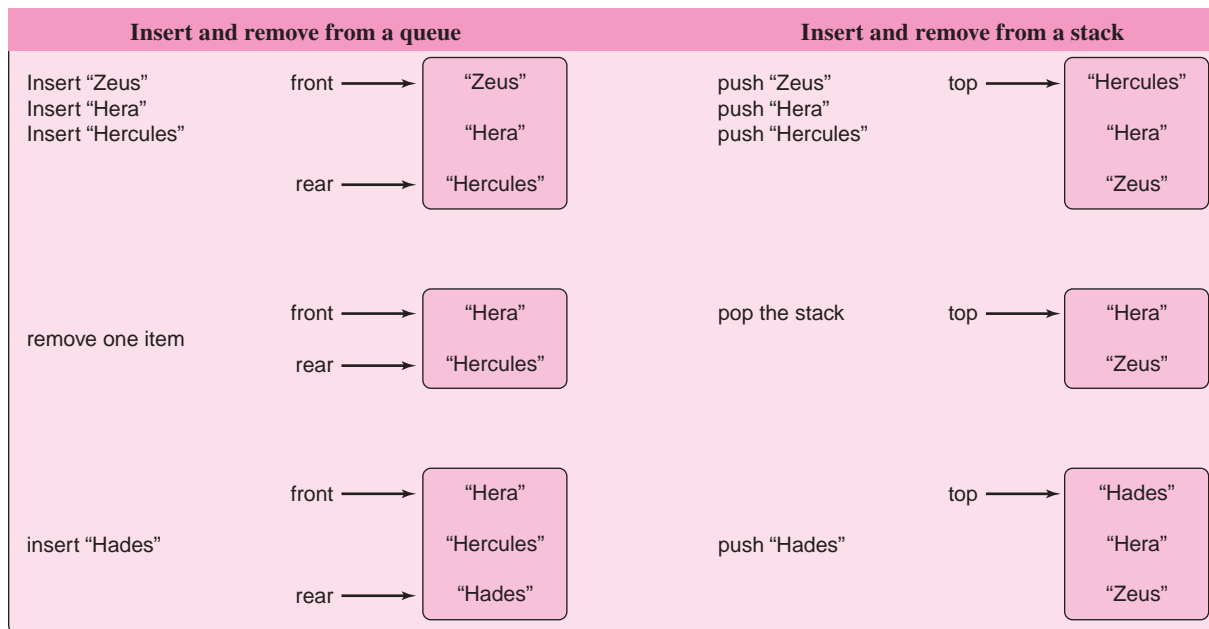 Insert and remove from a queue
Insert “Zeus”
Insert “Hera”
Insert “Hercules”
front
“Zeus”
“Hera”
rear
“Hercules”
remove one item
front
“Hera”
rear
“Hercules”
insert “Hades”
front
“Hera”
“Hercules”
rear
“Hades”
Insert and remove from a stack
push “Zeus”
push “Hera”
push “Hercules”
top
“Hercules”
“Hera”
“Zeus”
pop the stack
top
“Hera”
“Zeus”
push “Hades”
top
“Hades”
“Hera”
“Zeus”